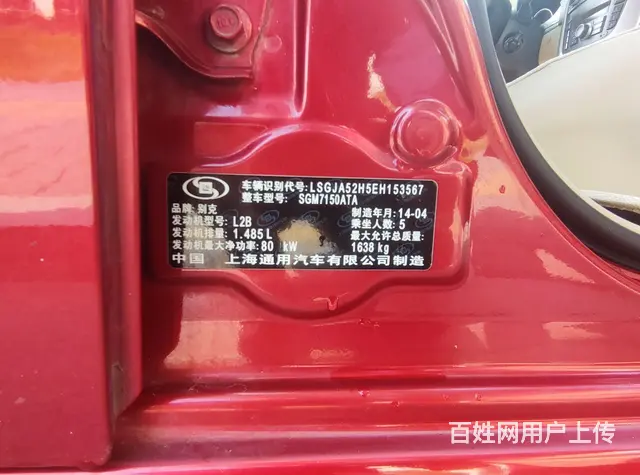 车辆识别代号: LSGJA52H5EH153567
整车型号: SGM7150ATA
品牌: 别克 制造年月: 14-04
发动机型号: L2B 乘坐人数: 5
发动机排量: 1.485 L 最大允许总质量:
发动机最大净功率: 80 kW 1638 kg
中国 上海通用汽车有限公司制造
百姓网用户上传